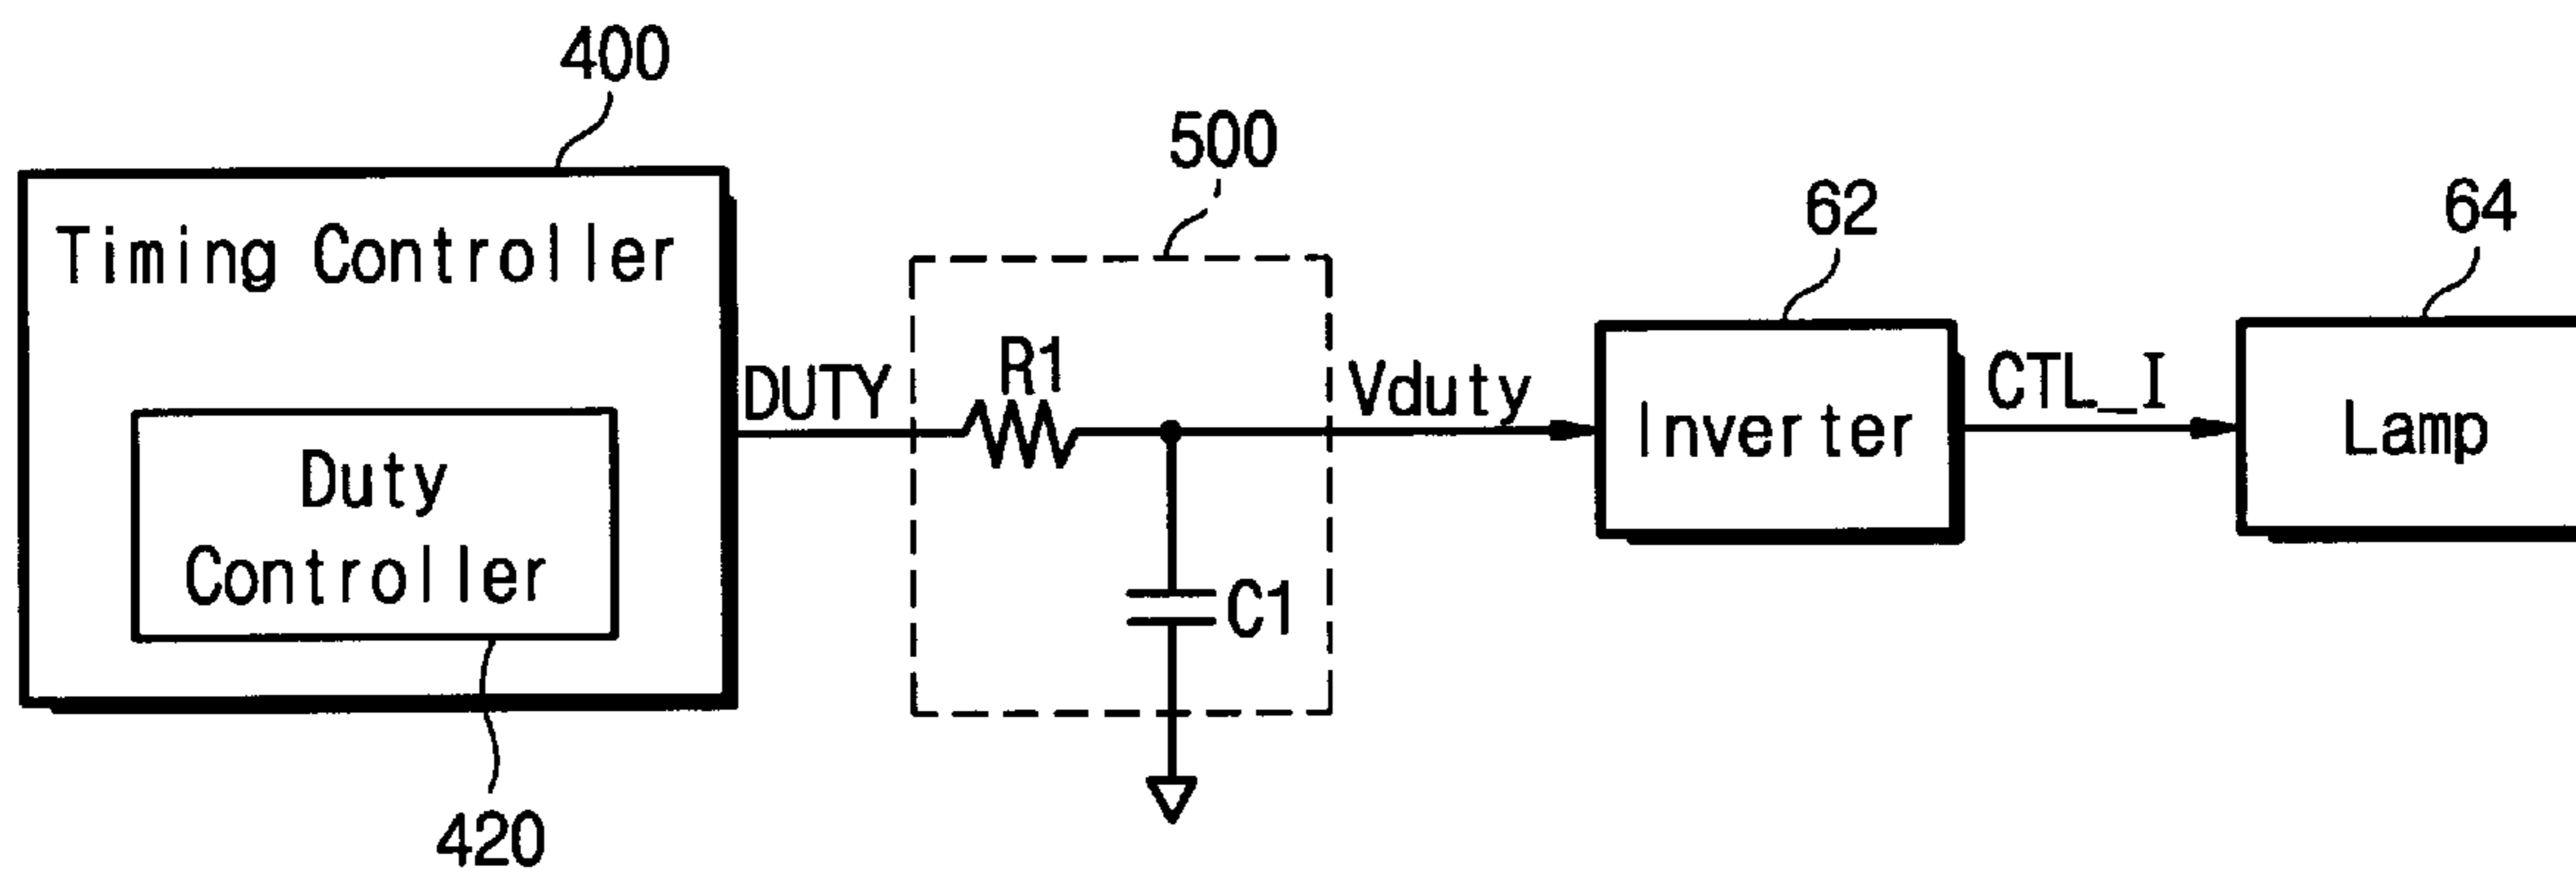 400
500
62
64
Timing Controller
R1
DUTY
Vduty
CTL_I
Inverter
Lamp
Duty
Controller
C1
420